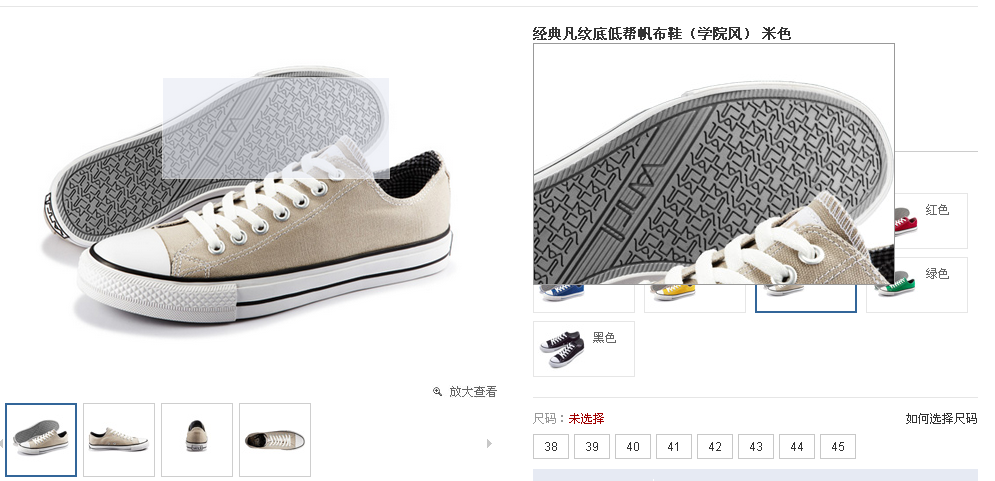 经典凡纹底低帮帆布鞋（学院风） 米色
红色
绿色
黑色
放大查看
尺码：未选择
如何选择尺码
38
39
40
41
42
43
44
45